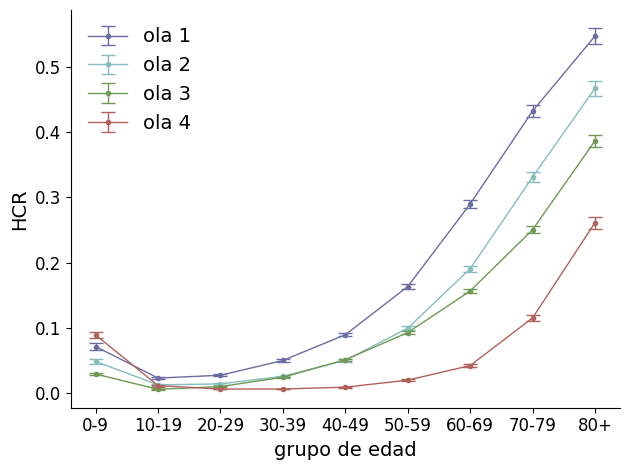 ola 1
ola 2
ola 3
ola 4
HCR
0.5
0.4
0.3
0.2
0.1
0.0
0-9 10-19 20-29 30-39 40-49 50-59 60-69 70-79 80+
grupo de edad